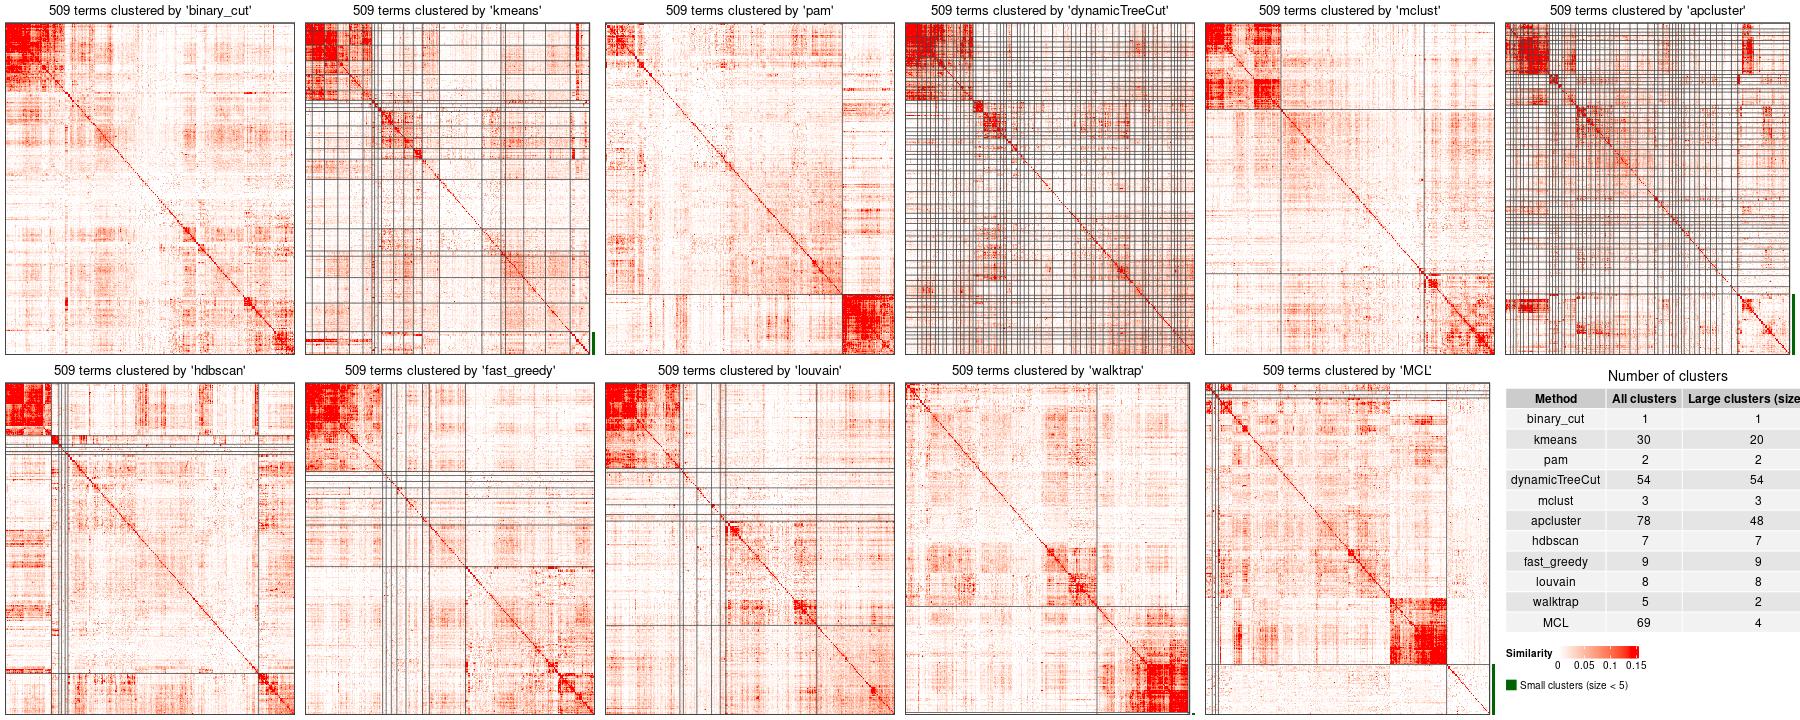 509 terms clustered by 'binary_cut'
509 terms clustered by 'kmeans'
509 terms clustered by 'pam'
509 terms clustered by 'dynamicTreeCut'
509 terms clustered by 'mclust'
509 terms clustered by 'apcluster'
509 terms clustered by 'hdbscan'
509 terms clustered by 'fast_greedy'
509 terms clustered by 'louvain'
509 terms clustered by 'walktrap'
509 terms clustered by 'MCL'
Number of clusters
Method All clusters Large clusters (size
binary_cut 1 1
kmeans 30 20
pam 2 2
dynamicTreeCut 54 54
mclust 3 3
apcluster 78 48
hdbscan 7 7
fast_greedy 9 9
louvain 8 8
walktrap 5 2
MCL 69 4
Similarity
0 0.05 0.1 0.15
Small clusters (size < 5)